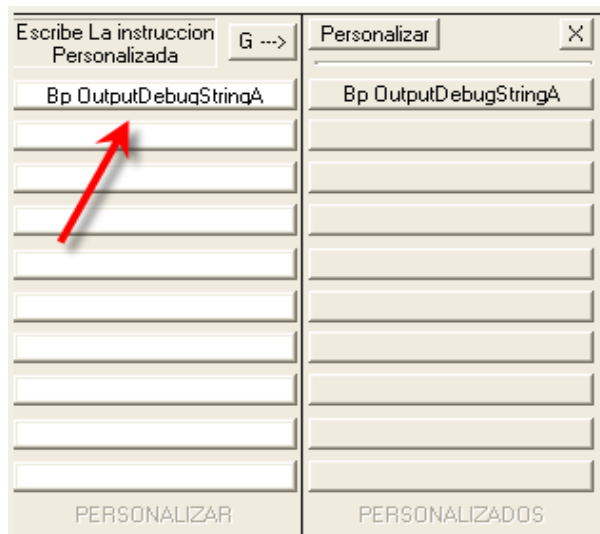 Escribe La instruccion
Personalizada
G --->
Bp OutputDebugStringA
PERSONALIZAR
Personalizar
X
Bp OutputDebugStringA
PERSONALIZADOS